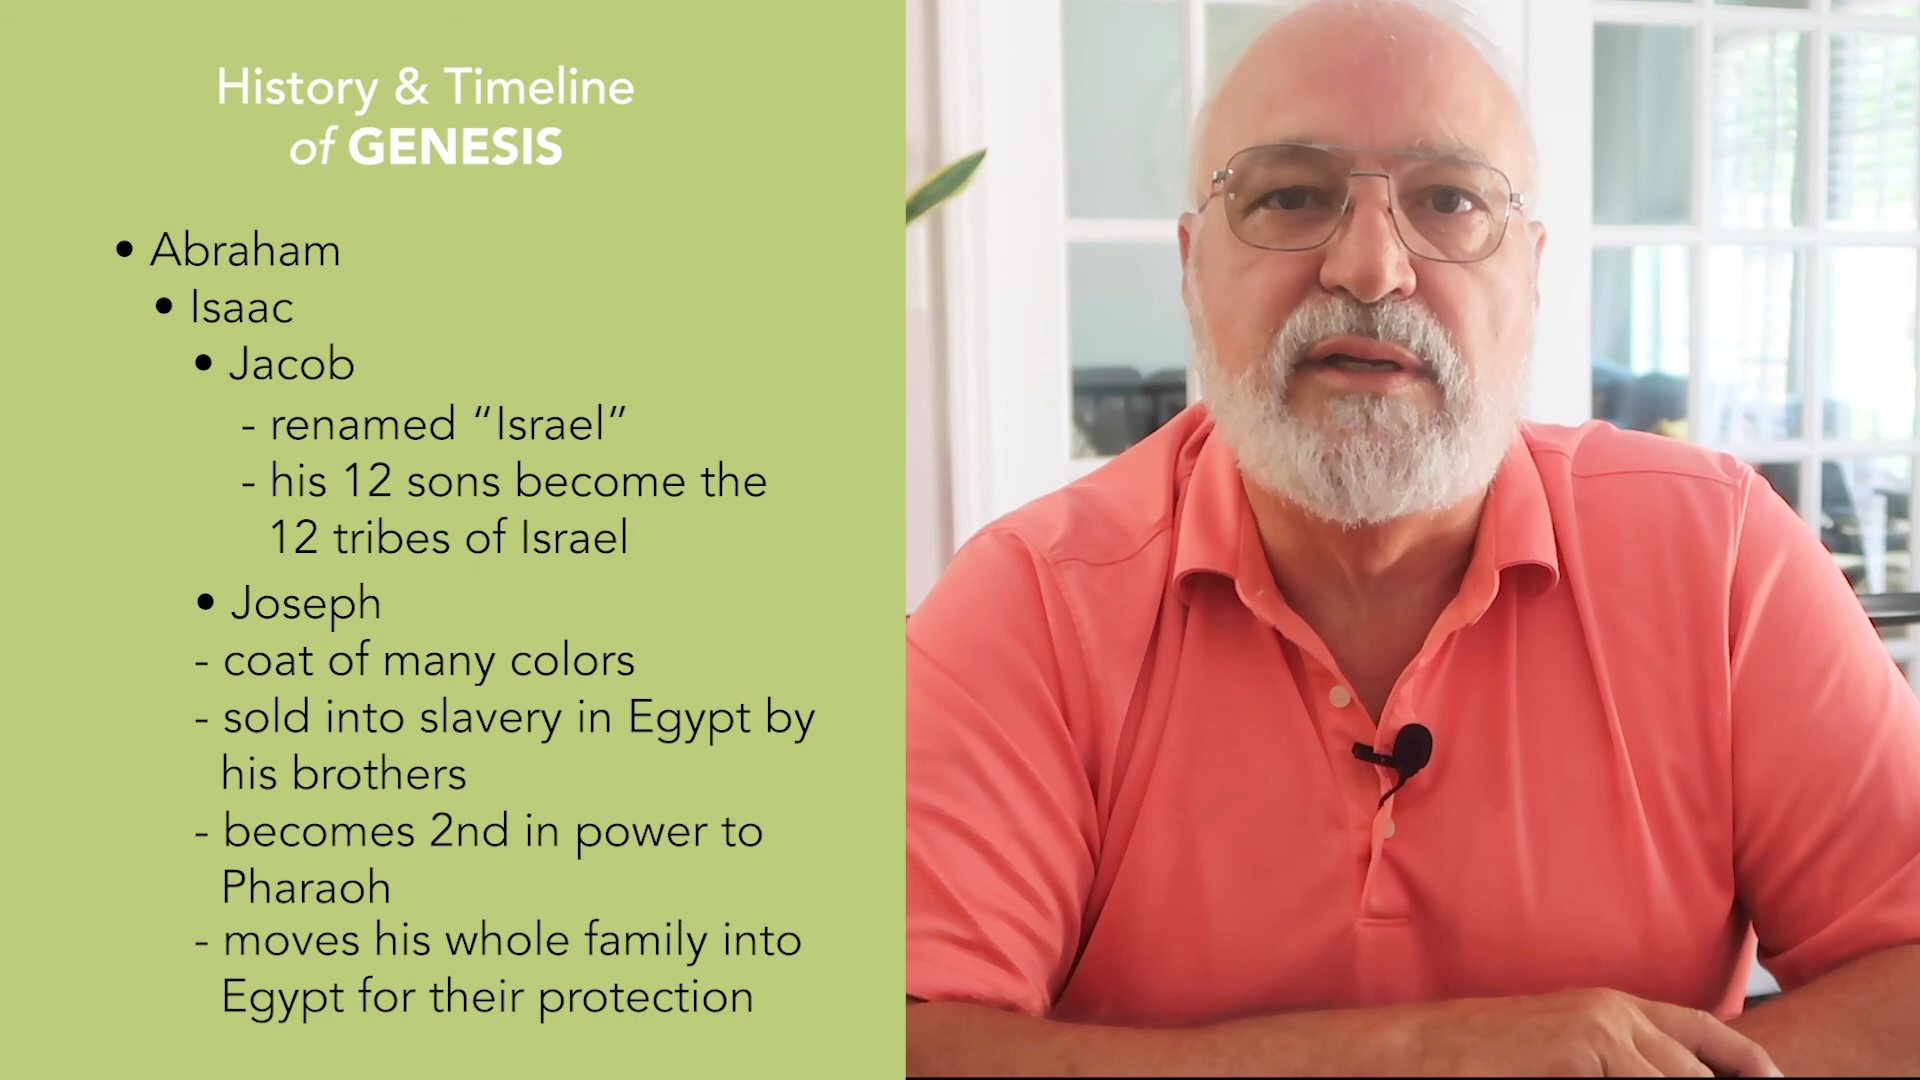 History & Timeline
of GENESIS
• Abraham
• Isaac
• Jacob
- renamed “Israel”
- his 12 sons become the
12 tribes of Israel
• Joseph
- coat of many colors
- sold into slavery in Egypt by
his brothers
- becomes 2nd in power to
Pharaoh
- moves his whole family into
Egypt for their protection